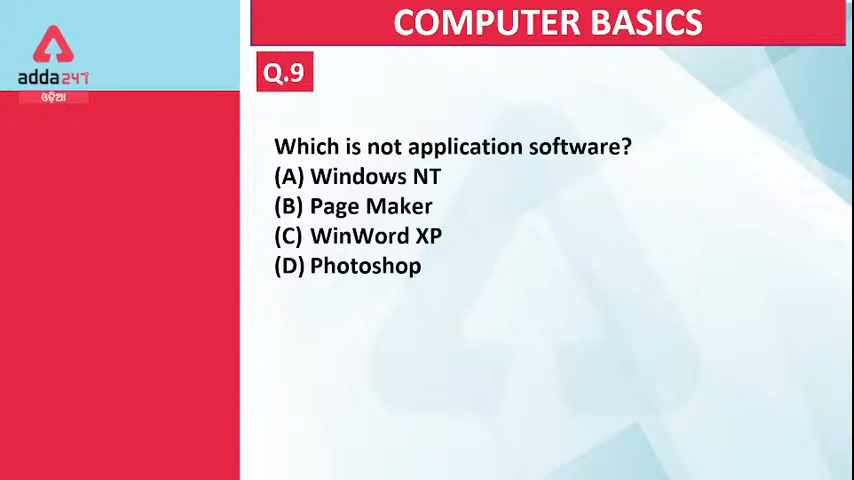 COMPUTER BASICS
adda247
ଓଡ଼ିଆ
Q.9
Which is not application software?
(A) Windows NT
(B) Page Maker
(C) WinWord XP
(D) Photoshop